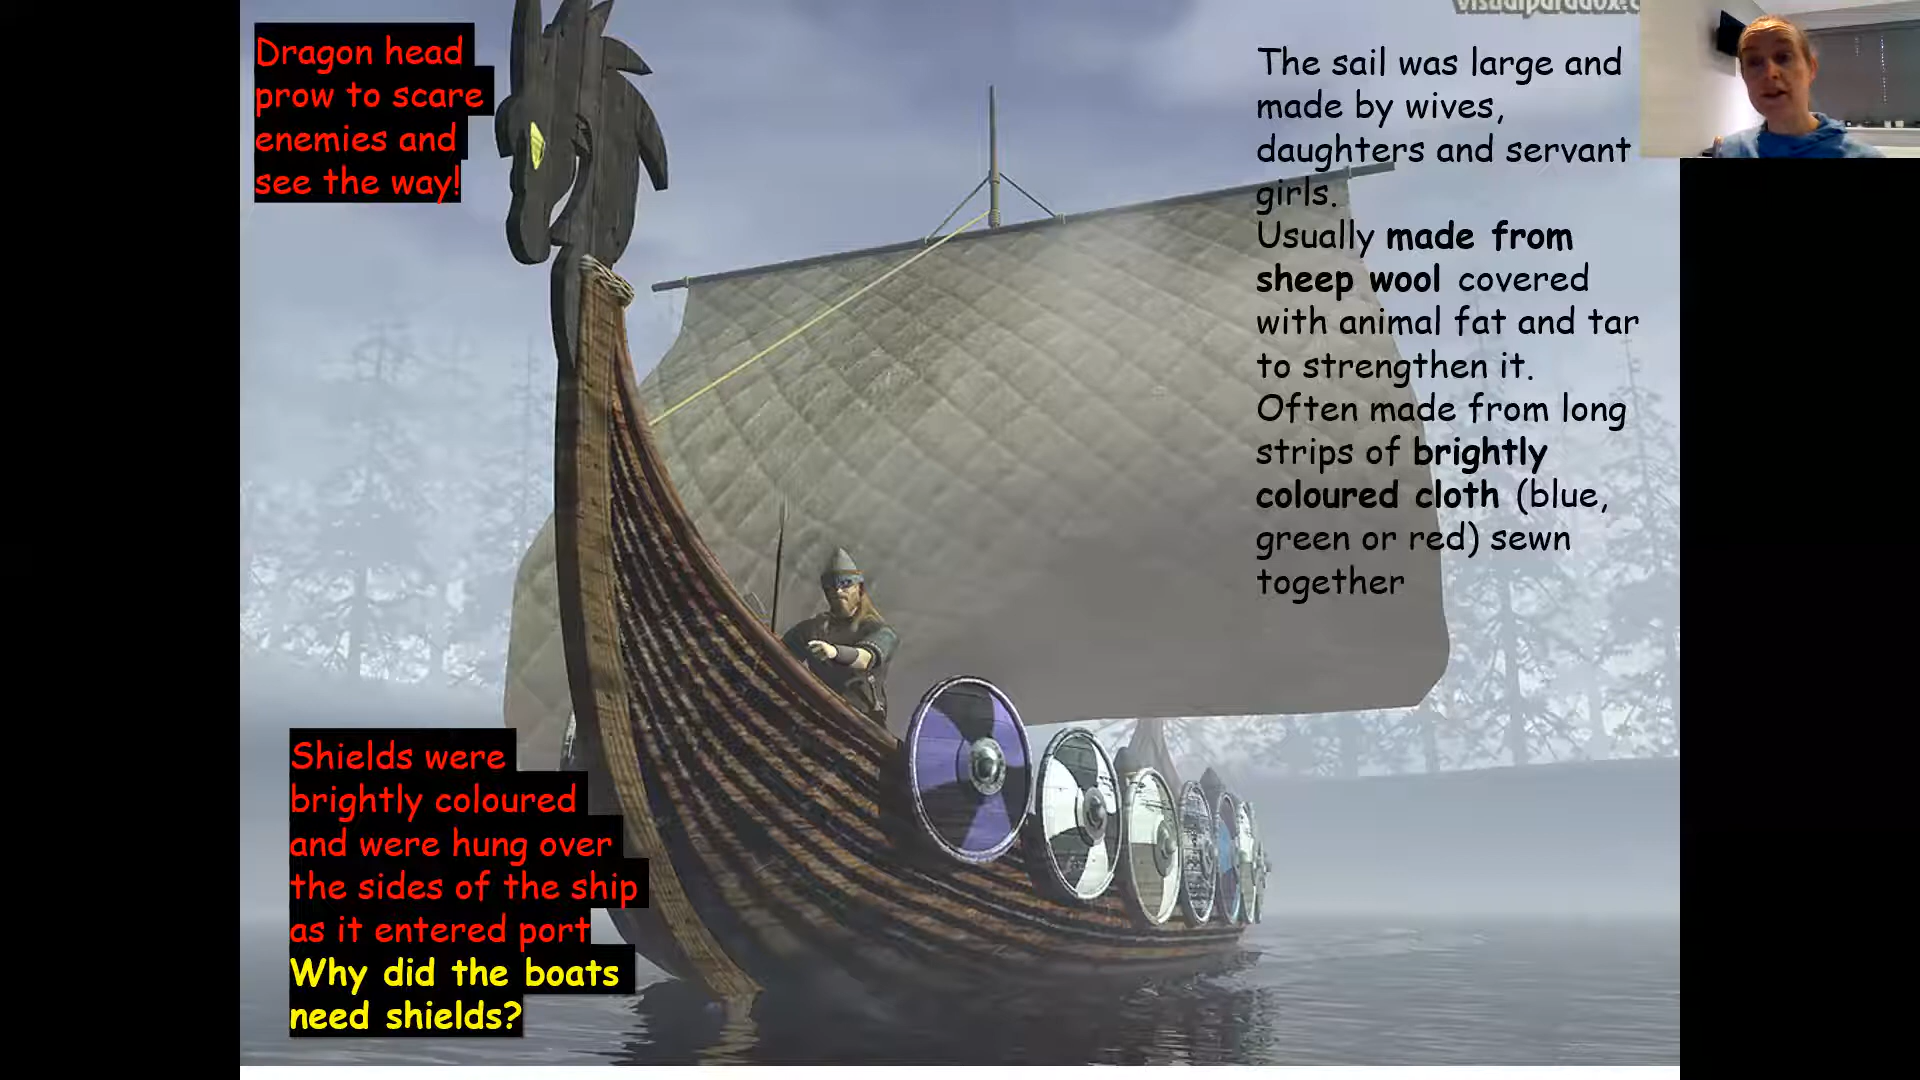 Dragon head
prow to scare
enemies and
see the way!
The sail was large and
made by wives,
daughters and servant
girls.
Usually made from
sheep wool covered
with animal fat and tar
to strengthen it.
Often made from long
strips of brightly
coloured cloth (blue,
green or red) sewn
together
Shields were
brightly coloured
and were hung over
the sides of the ship
as it entered port
Why did the boats
need shields?